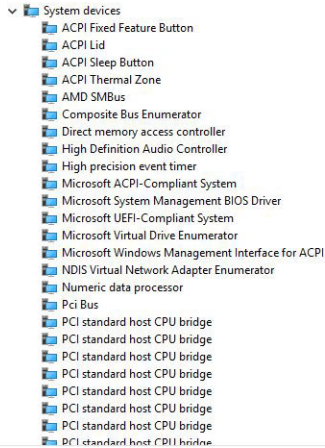 System devices
ACPI Fixed Feature Button
ACPI Lid
ACPI Sleep Button
ACPI Thermal Zone
AMD SMBus
Composite Bus Enumerator
Direct memory access controller
High Definition Audio Controller
High precision event timer
Microsoft ACPI-Compliant System
Microsoft System Management BIOS Driver
Microsoft UEFI-Compliant System
Microsoft Virtual Drive Enumerator
Microsoft Windows Management Interface for ACPI
NDIS Virtual Network Adapter Enumerator
Numeric data processor
Pci Bus
PCI standard host CPU bridge
PCI standard host CPU bridge
PCI standard host CPU bridge
PCI standard host CPU bridge
PCI standard host CPU bridge
PCI standard host CPU bridge
PCI standard host CPU bridge
PCI standard host CPU bridge